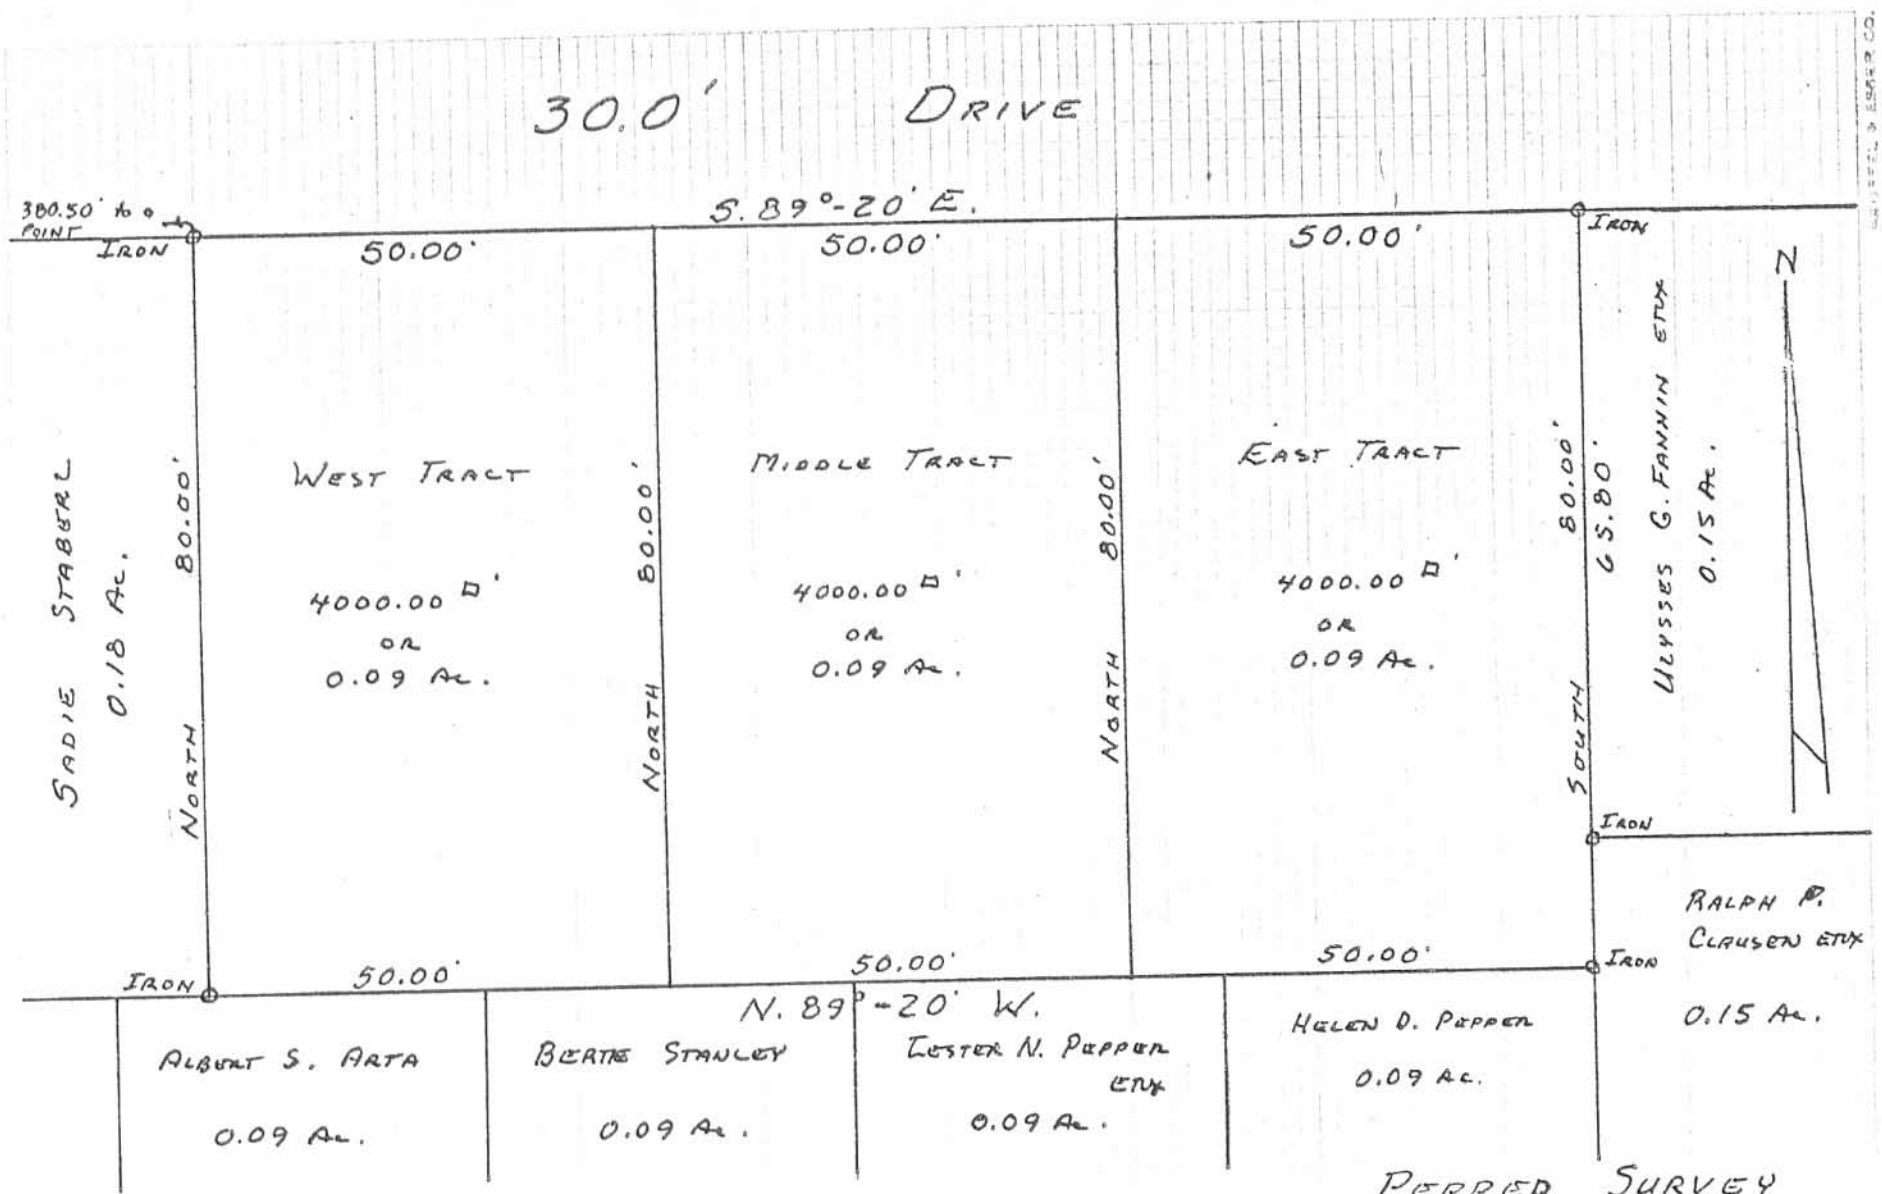 30.0' DRIVE
380.50' to a
POINT
S. 89°-20' E.
IRON
50.00'
50.00'
50.00'
IRON
N
SADIE STABERL
0.18 Ac.
NORTH 80.00'
WEST TRACT
4000.00 □'
OR
0.09 Ac.
NORTH 80.00'
MIDDLE TRACT
4000.00 □'
OR
0.09 Ac.
NORTH 80.00'
EAST TRACT
4000.00 □'
OR
0.09 Ac.
SOUTH 80.00'
65.80'
ULYSSES G. FANNIN ETUX
0.15 Ac.
IRON
RALPH P.
CLAUSEN ETUX
0.15 Ac.
IRON
50.00'
50.00'
50.00'
IRON
N. 89°-20' W.
ALBERT S. ARTA
0.09 Ac.
BERTIE STANLEY
0.09 Ac.
LESTER N. PEPPER
ETUX
0.09 Ac.
HELEN D. PEPPER
0.09 Ac.
PEPPER SURVEY